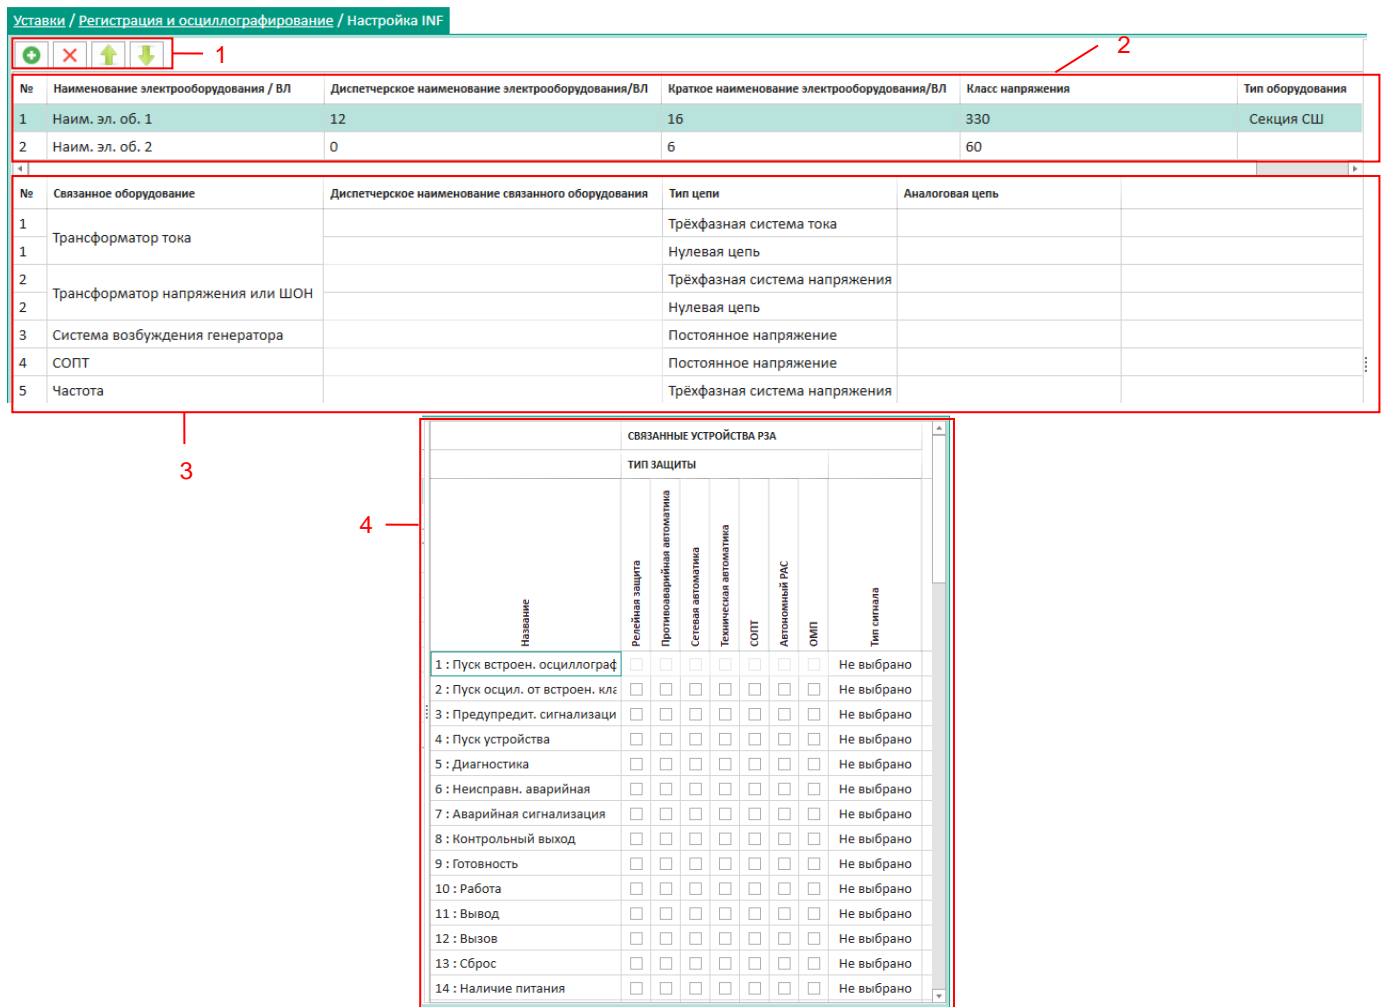 Уставки / Регистрация и осциллографирование / Настройка INF
1
2
№ Наименование электрооборудования / ВЛ Диспетчерское наименование электрооборудования/ВЛ Краткое наименование электрооборудования/ВЛ Класс напряжения Тип оборудования
1 Наим. эл. об. 1 12 16 330 Секция СШ
2 Наим. эл. об. 2 0 6 60
№ Связанное оборудование Диспетчерское наименование связанного оборудования Тип цепи Аналоговая цепь
1 Трёхфазная система тока
Трансформатор тока
1 Нулевая цепь
2 Трёхфазная система напряжения
Трансформатор напряжения или ШОН
2 Нулевая цепь
3 Система возбуждения генератора Постоянное напряжение
4 СОПТ Постоянное напряжение
5 Частота Трёхфазная система напряжения
3
4
СВЯЗАННЫЕ УСТРОЙСТВА РЗА
ТИП ЗАЩИТЫ
Название
Релейная защита
Противоаварийная автоматика
Сетевая автоматика
Техническая автоматика
СОПТ
Автономный РАС
ОМП
Тип сигнала
1 : Пуск встроен. осциллограф Не выбрано
2 : Пуск осцил. от встроен. кла Не выбрано
3 : Предупредит. сигнализаци Не выбрано
4 : Пуск устройства Не выбрано
5 : Диагностика Не выбрано
6 : Неисправн. аварийная Не выбрано
7 : Аварийная сигнализация Не выбрано
8 : Контрольный выход Не выбрано
9 : Готовность Не выбрано
10 : Работа Не выбрано
11 : Вывод Не выбрано
12 : Вызов Не выбрано
13 : Сброс Не выбрано
14 : Наличие питания Не выбрано